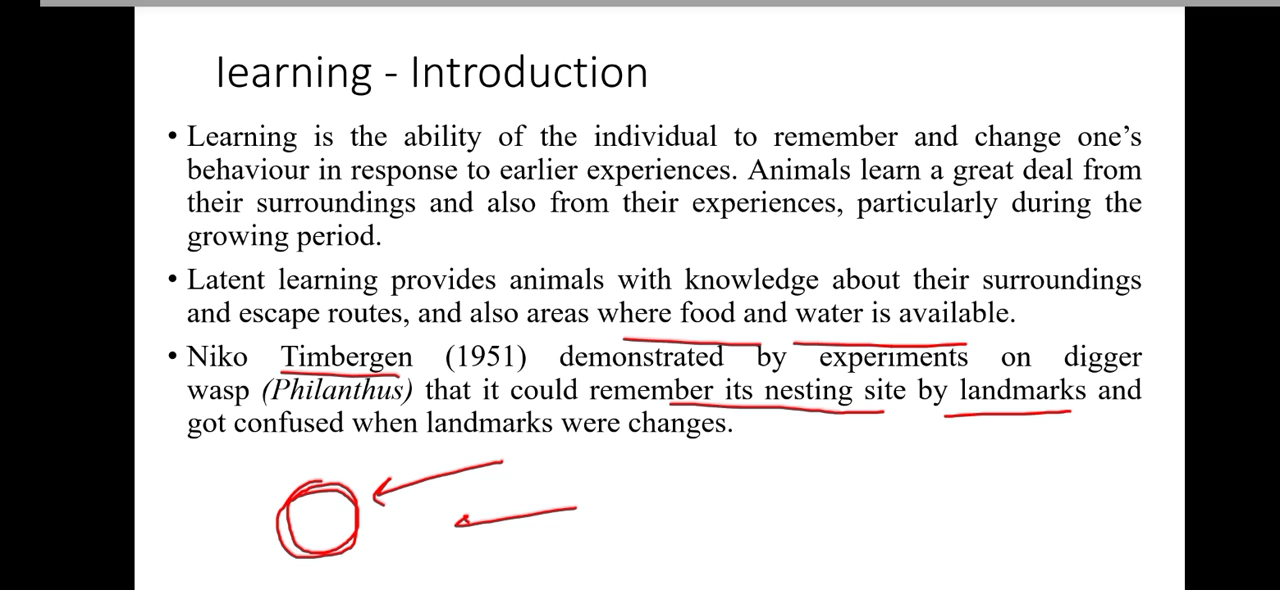 learning - Introduction
• Learning is the ability of the individual to remember and change one’s
behaviour in response to earlier experiences. Animals learn a great deal from
their surroundings and also from their experiences, particularly during the
growing period.
• Latent learning provides animals with knowledge about their surroundings
and escape routes, and also areas where food and water is available.
• Niko Timbergen (1951) demonstrated by experiments on digger
wasp (Philanthus) that it could remember its nesting site by landmarks and
got confused when landmarks were changes.